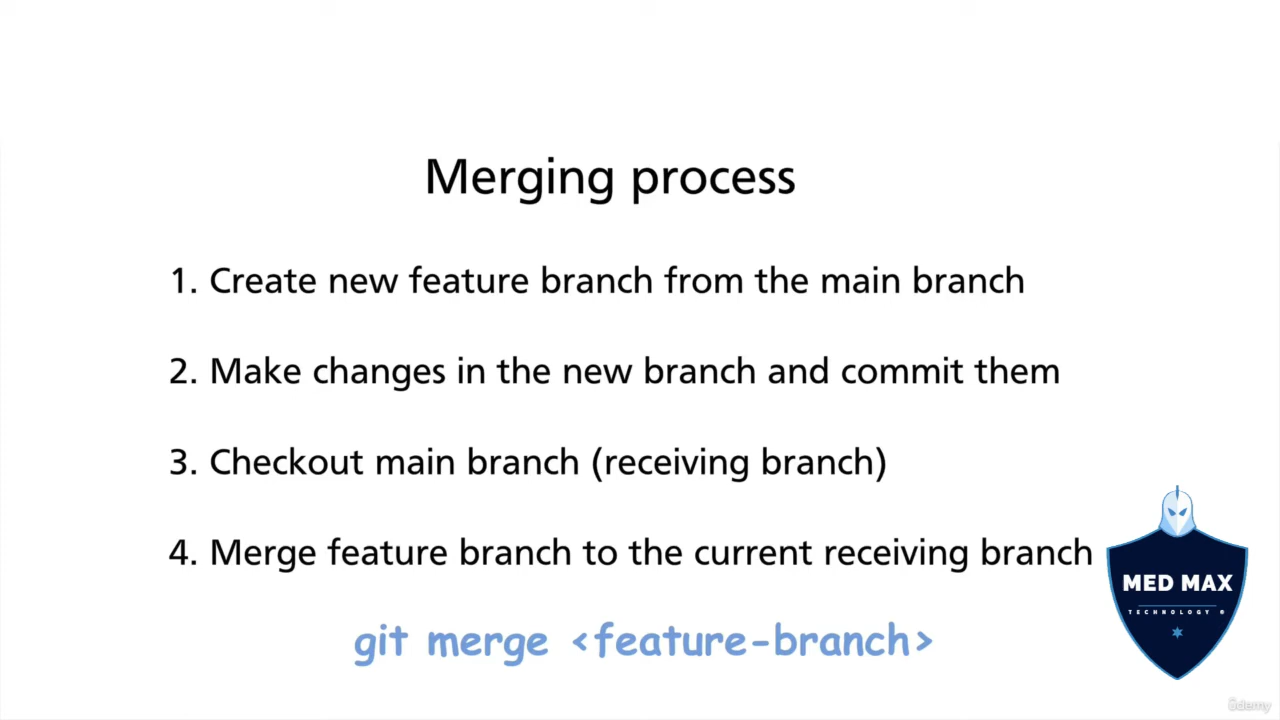 Merging process
1. Create new feature branch from the main branch
2. Make changes in the new branch and commit them
3. Checkout main branch (receiving branch)
4. Merge feature branch to the current receiving branch
git merge <feature-branch>
MED MAX
TECHNOLOGY ©
ûdemy